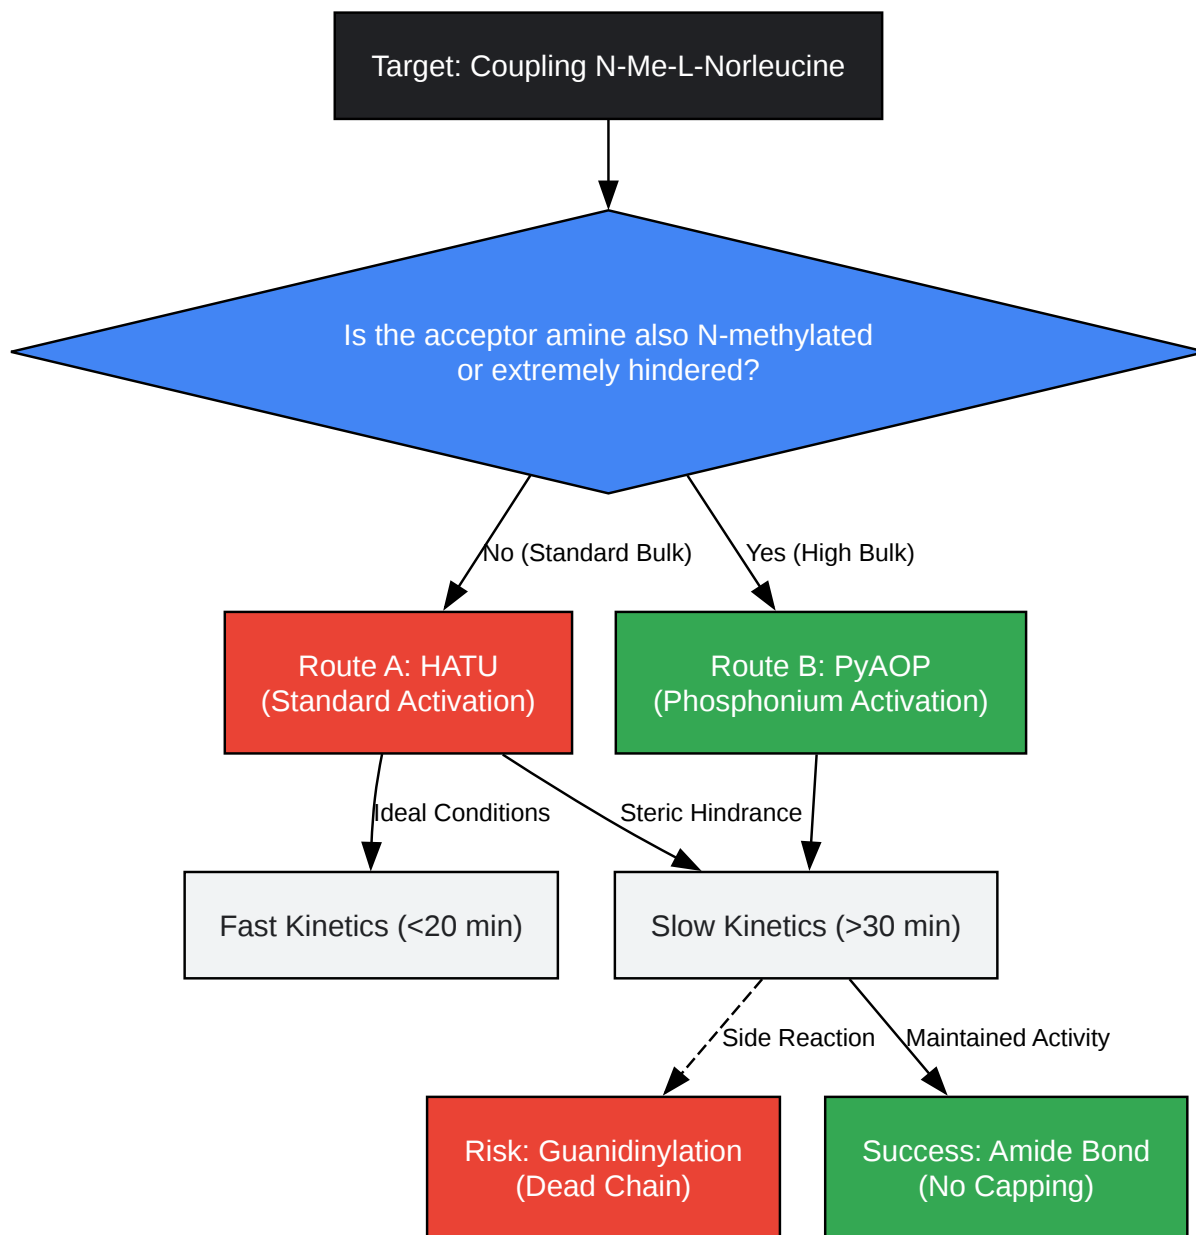 Target: Coupling N-Me-L-Norleucine
Is the acceptor amine also N-methylated
or extremely hindered?
No (Standard Bulk)
Yes (High Bulk)
Route A: HATU
(Standard Activation)
Route B: PyAOP
(Phosphonium Activation)
Ideal Conditions
Steric Hindrance
Fast Kinetics (<20 min)
Slow Kinetics (>30 min)
Side Reaction
Maintained Activity
Risk: Guanidinylation
(Dead Chain)
Success: Amide Bond
(No Capping)